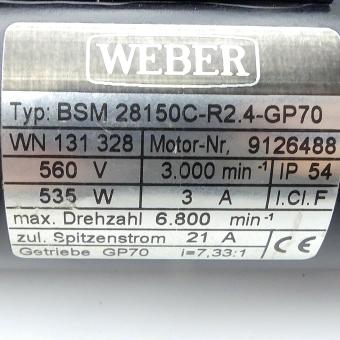 WEBER
Typ: BSM 28150C-R2.4-GP70
WN 131 328 Motor-Nr, 9126488
560 V 3.000 min⁻¹ IP 54
535 W 3 A I.Cl.F
max. Drehzahl 6.800 min⁻¹
zul. Spitzenstrom 21 A CE
Getriebe GP70 i=7,33:1